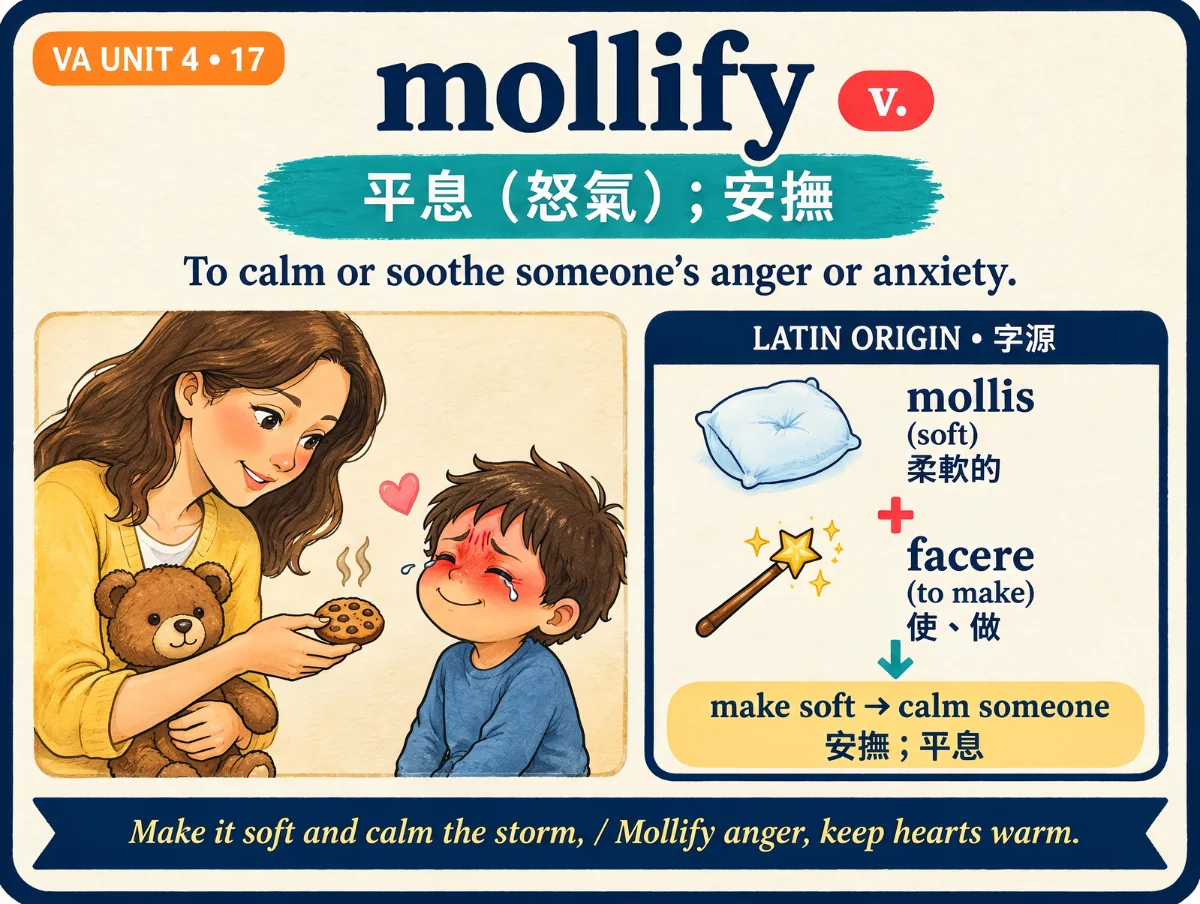 VA UNIT 4 • 17
mollify
v.
平息（怒氣）；安撫
To calm or soothe someone’s anger or anxiety.
LATIN ORIGIN • 字源
mollis
(soft)
柔軟的
+
facere
(to make)
使、做
make soft → calm someone
安撫；平息
Make it soft and calm the storm, / Mollify anger, keep hearts warm.